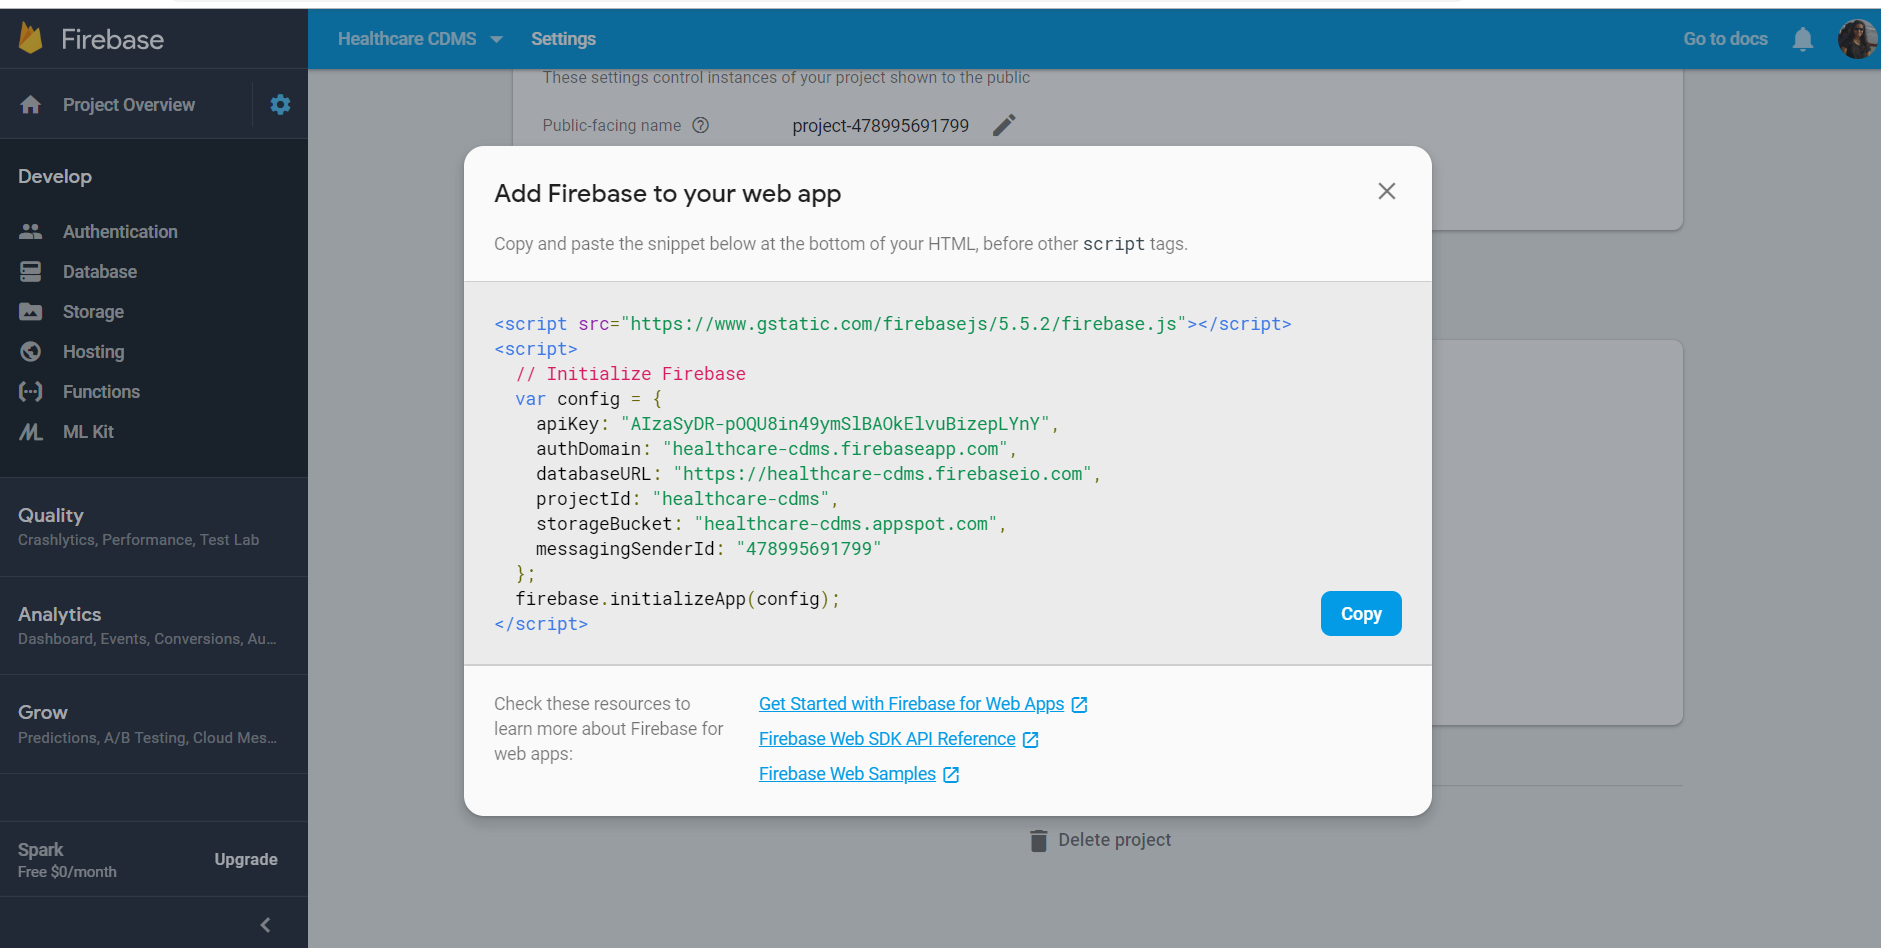 Firebase
Healthcare CDMS
Settings
Go to docs
Project Overview
Develop
Authentication
Database
Storage
Hosting
Functions
ML Kit
Quality
Crashlytics, Performance, Test Lab
Analytics
Dashboard, Events, Conversions, Au...
Grow
Predictions, A/B Testing, Cloud Mes...
Spark
Free $0/month
Upgrade
These settings control instances of your project shown to the public
Public-facing name
project-478995691799
Add Firebase to your web app
Copy and paste the snippet below at the bottom of your HTML, before other script tags.
<script src="https://www.gstatic.com/firebasejs/5.5.2/firebase.js"></script>
<script>
// Initialize Firebase
var config = {
apiKey: "AIzaSyDR-pOQU8in49ymSlBAOkElvuBizepLYnY",
authDomain: "healthcare-cdms.firebaseapp.com",
databaseURL: "https://healthcare-cdms.firebaseio.com",
projectId: "healthcare-cdms",
storageBucket: "healthcare-cdms.appspot.com",
messagingSenderId: "478995691799"
};
firebase.initializeApp(config);
</script>
Copy
Check these resources to
learn more about Firebase for
web apps:
Get Started with Firebase for Web Apps
Firebase Web SDK API Reference
Firebase Web Samples
Delete project